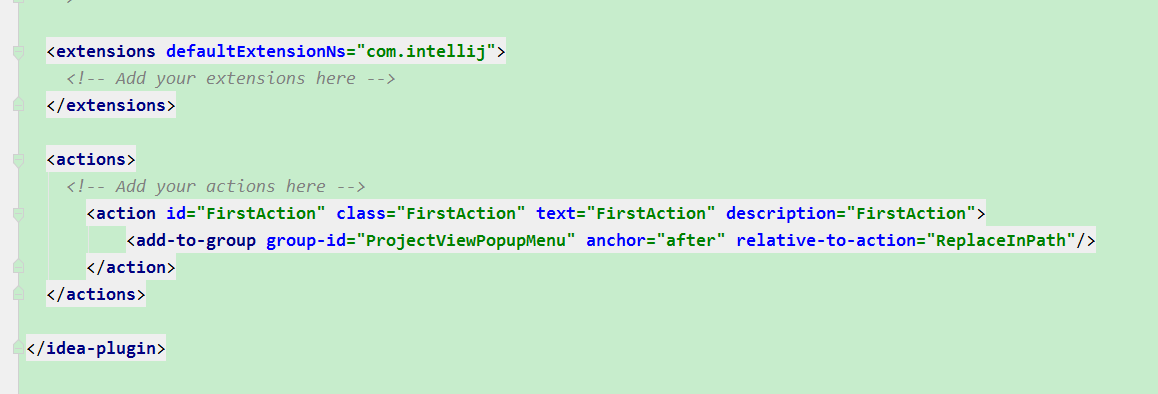 <extensions defaultExtensionNs="com.intellij">
<!-- Add your extensions here -->
</extensions>
<actions>
<!-- Add your actions here -->
<action id="FirstAction" class="FirstAction" text="FirstAction" description="FirstAction">
<add-to-group group-id="ProjectViewPopupMenu" anchor="after" relative-to-action="ReplaceInPath"/>
</action>
</actions>
</idea-plugin>